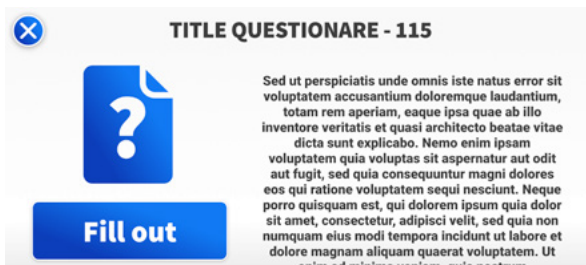 TITLE QUESTIONARE - 115
?
Fill out
Sed ut perspiciatis unde omnis iste natus error sit
voluptatem accusantium doloremque laudantium,
totam rem aperiam, eaque ipsa quae ab illo
inventore veritatis et quasi architecto beatae vitae
dicta sunt explicabo. Nemo enim ipsam
voluptatem quia voluptas sit aspernatur aut odit
aut fugit, sed quia consequuntur magni dolores
eos qui ratione voluptatem sequi nesciunt. Neque
porro quisquam est, qui dolorem ipsum quia dolor
sit amet, consectetur, adipisci velit, sed quia non
numquam eius modi tempora incidunt ut labore et
dolore magnam aliquam quaerat voluptatem. Ut